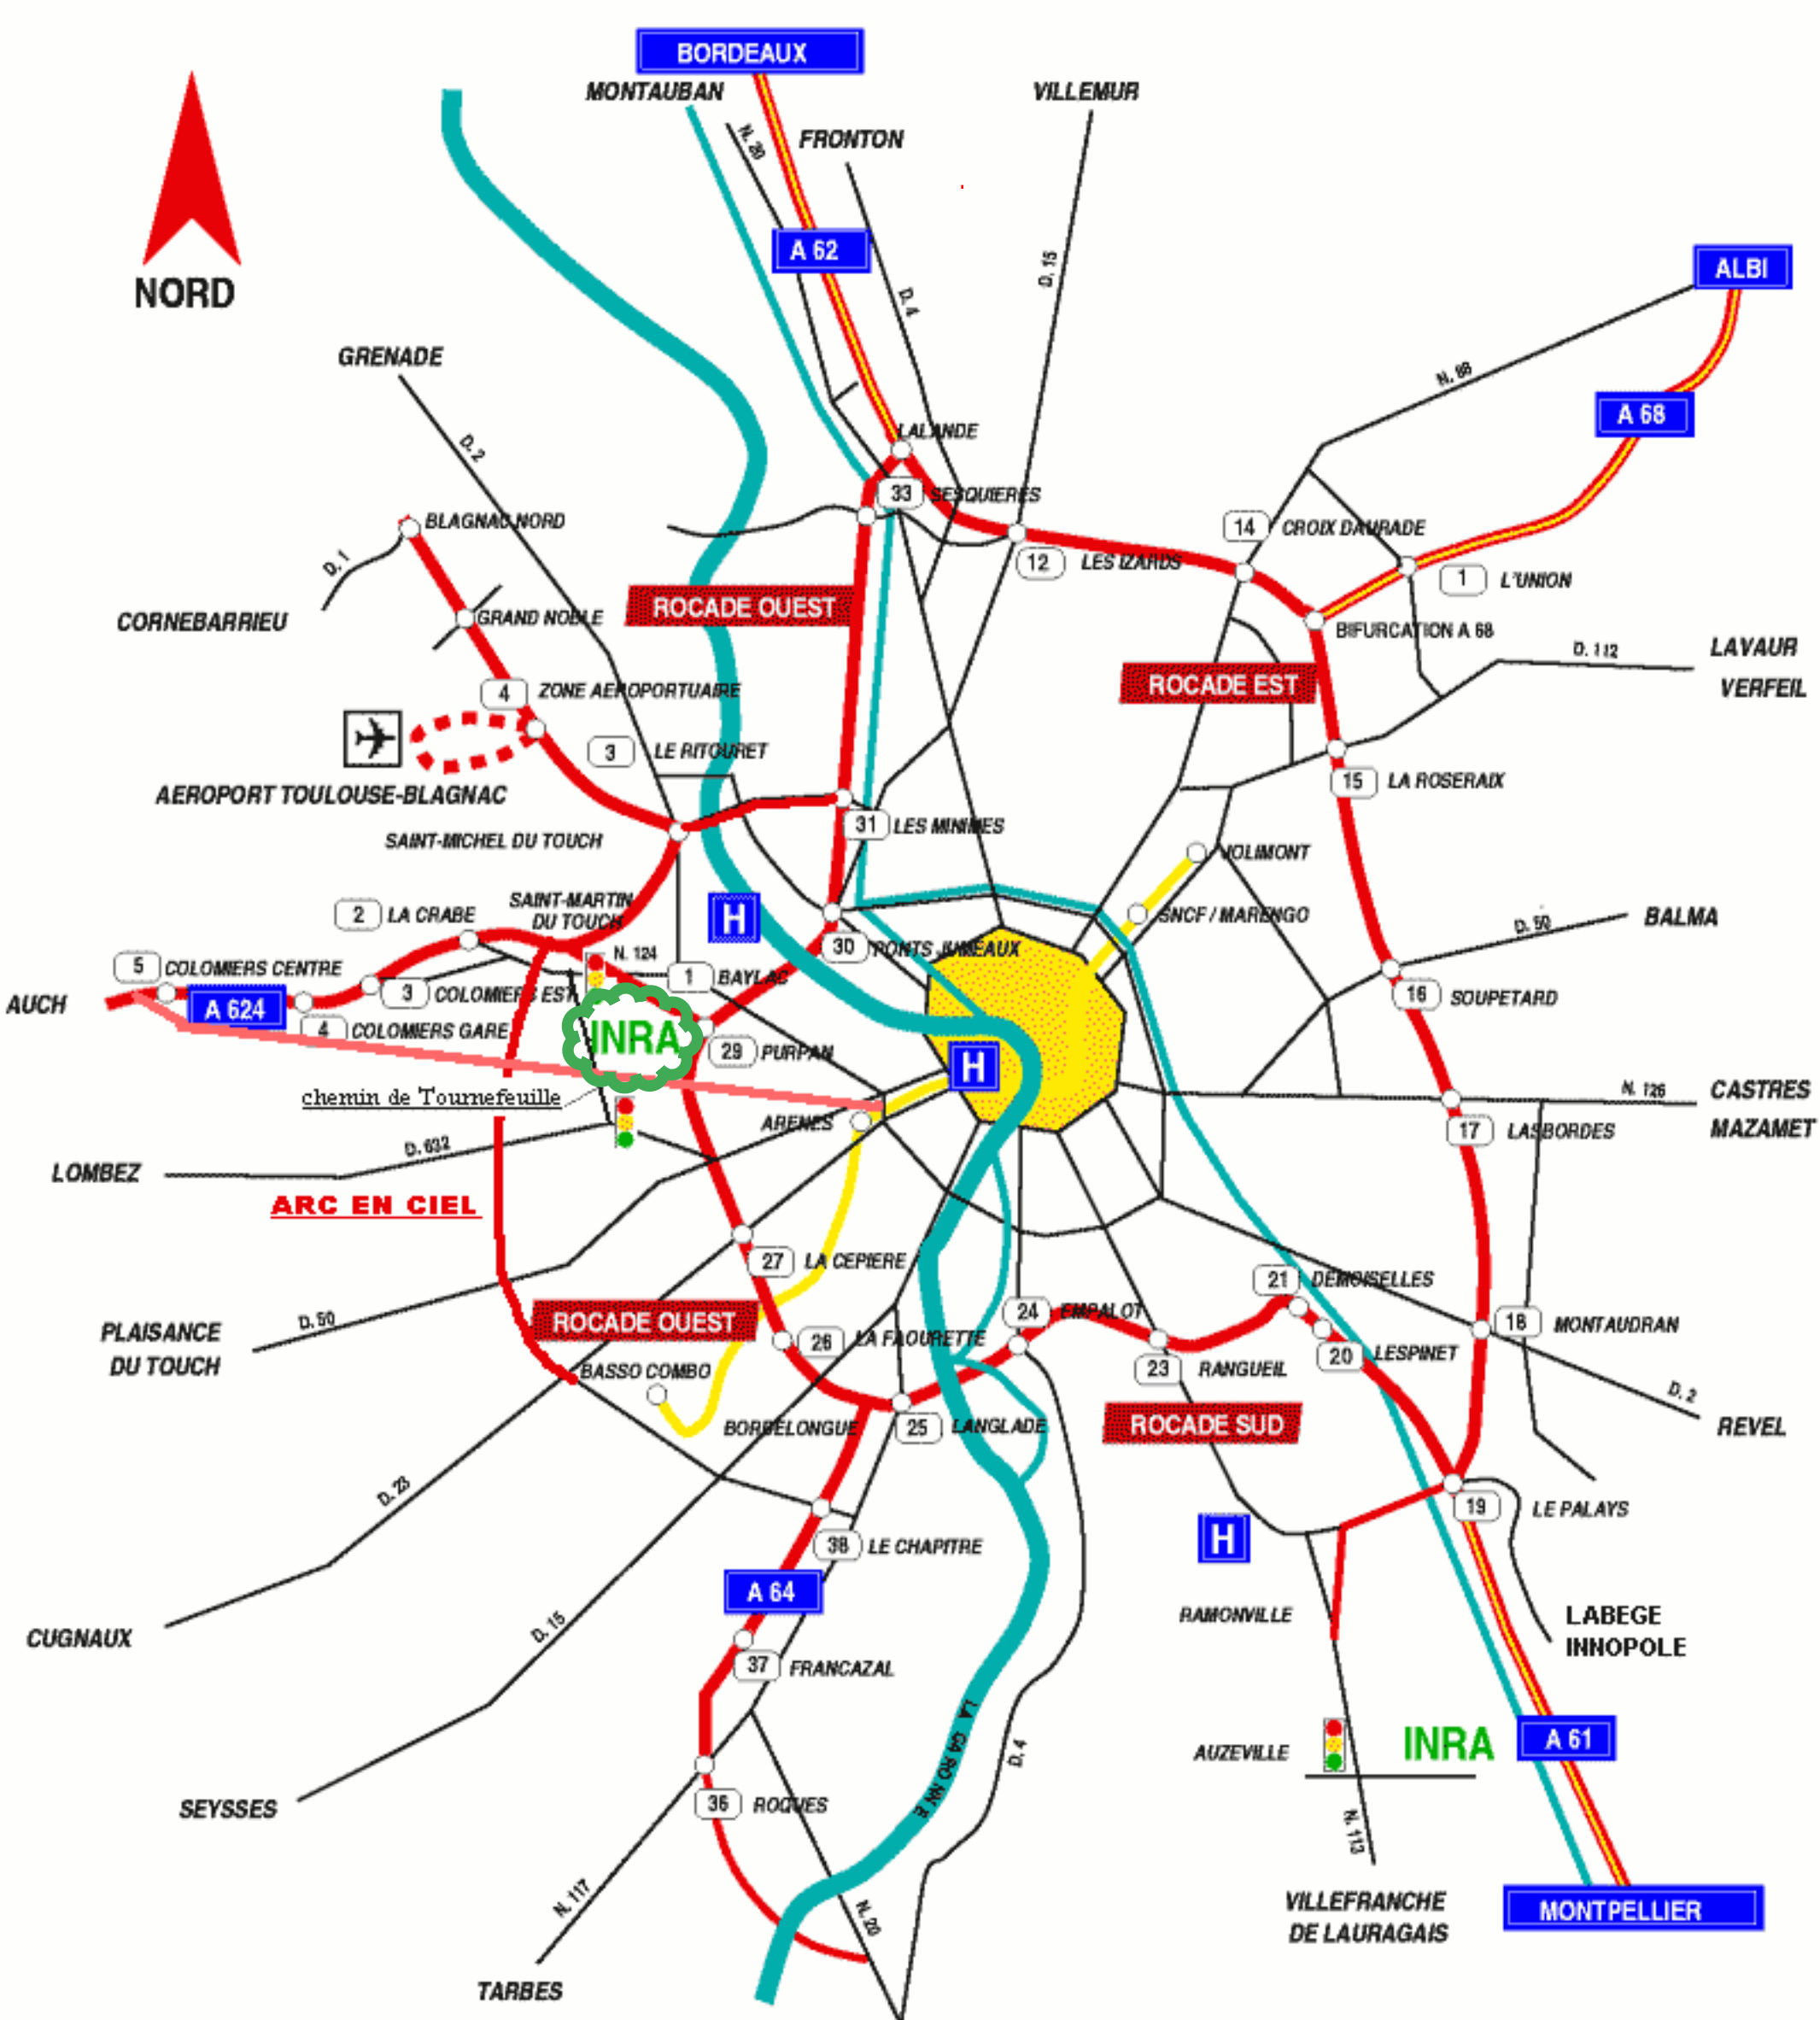 BORDEAUX
MONTAUBAN
VILLEMUR
N. 20
FRONTON
A 62
D. 4
D. 15
ALBI
NORD
GRENADE
N. 88
A 68
D. 2
LALANDE
33 SESQUIERES
BLAGNAC NORD
14 CROIX DAURADE
D. 1
12 LES IZARDS
1 L'UNION
CORNEBARRIEU
GRAND NOBLE
ROCADE OUEST
BIFURCATION A 68
D. 112
LAVAUR
VERFEIL
4 ZONE AEROPORTUAIRE
ROCADE EST
3 LE RITOURET
15 LA ROSERAIX
AEROPORT TOULOUSE-BLAGNAC
31 LES MINIMES
SAINT-MICHEL DU TOUCH
JOLIMONT
2 LA CRABE
SAINT-MARTIN
DU TOUCH
H
SNCF / MARENGO
D. 50
BALMA
N. 124
30 PONTS JUMEAUX
5 COLOMIERS CENTRE
1 BAYLAC
AUCH
A 624
3 COLOMIERS EST
16 SOUPETARD
4 COLOMIERS GARE
INRA
29 PURPAN
H
chemin de Tournefeuille
N. 126
CASTRES
MAZAMET
ARENES
17 LASBORDES
D. 632
LOMBEZ
ARC EN CIEL
27 LA CEPIERE
21 DEMOISELLES
D. 50
PLAISANCE
DU TOUCH
ROCADE OUEST
24 EMPALOT
18 MONTAUDRAN
26 LA FAOURETTE
20 LESPINET
BASSO COMBO
23 RANGUEIL
D. 2
REVEL
BORDELONGUE
25 LANGLADE
ROCADE SUD
D. 23
19 LE PALAYS
38 LE CHAPITRE
H
A 64
D. 15
RAMONVILLE
LABEGE
INNOPOLE
CUGNAUX
37 FRANCAZAL
LA GARONNE
D. 4
AUZEVILLE
INRA
A 61
SEYSSES
36 ROQUES
N. 113
N. 117
N. 20
VILLEFRANCHE
DE LAURAGAIS
MONTPELLIER
TARBES